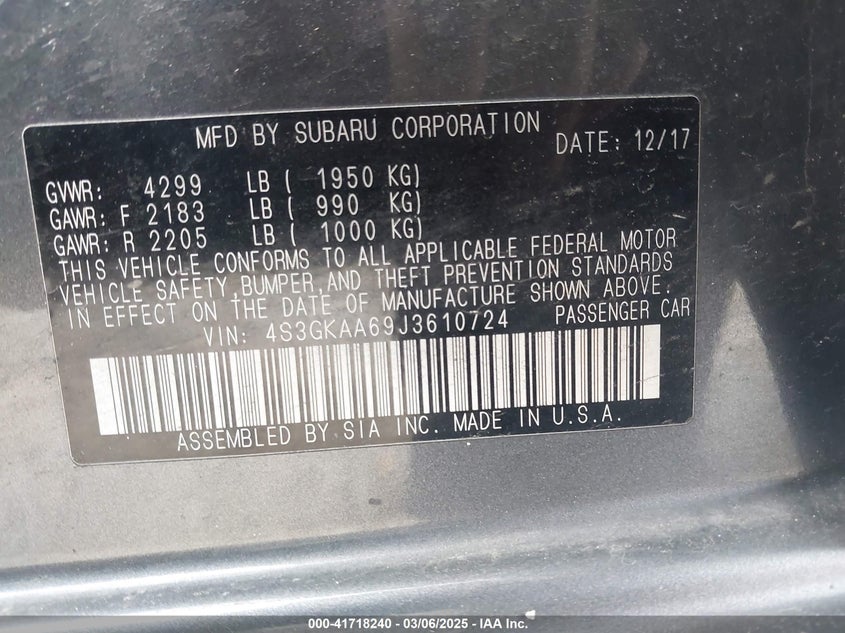 MFD BY SUBARU CORPORATION DATE: 12/17
GVWR: 4299 LB ( 1950 KG)
GAWR: F 2183 LB ( 990 KG)
GAWR: R 2205 LB ( 1000 KG)
THIS VEHICLE CONFORMS TO ALL APPLICABLE FEDERAL MOTOR
VEHICLE SAFETY BUMPER,AND THEFT PREVENTION STANDARDS
IN EFFECT ON THE DATE OF MANUFACTURE SHOWN ABOVE.
VIN: 4S3GKAA69J3610724 PASSENGER CAR
ASSEMBLED BY SIA INC. MADE IN U.S.A.
000-41718240 - 03/06/2025 - IAA Inc.